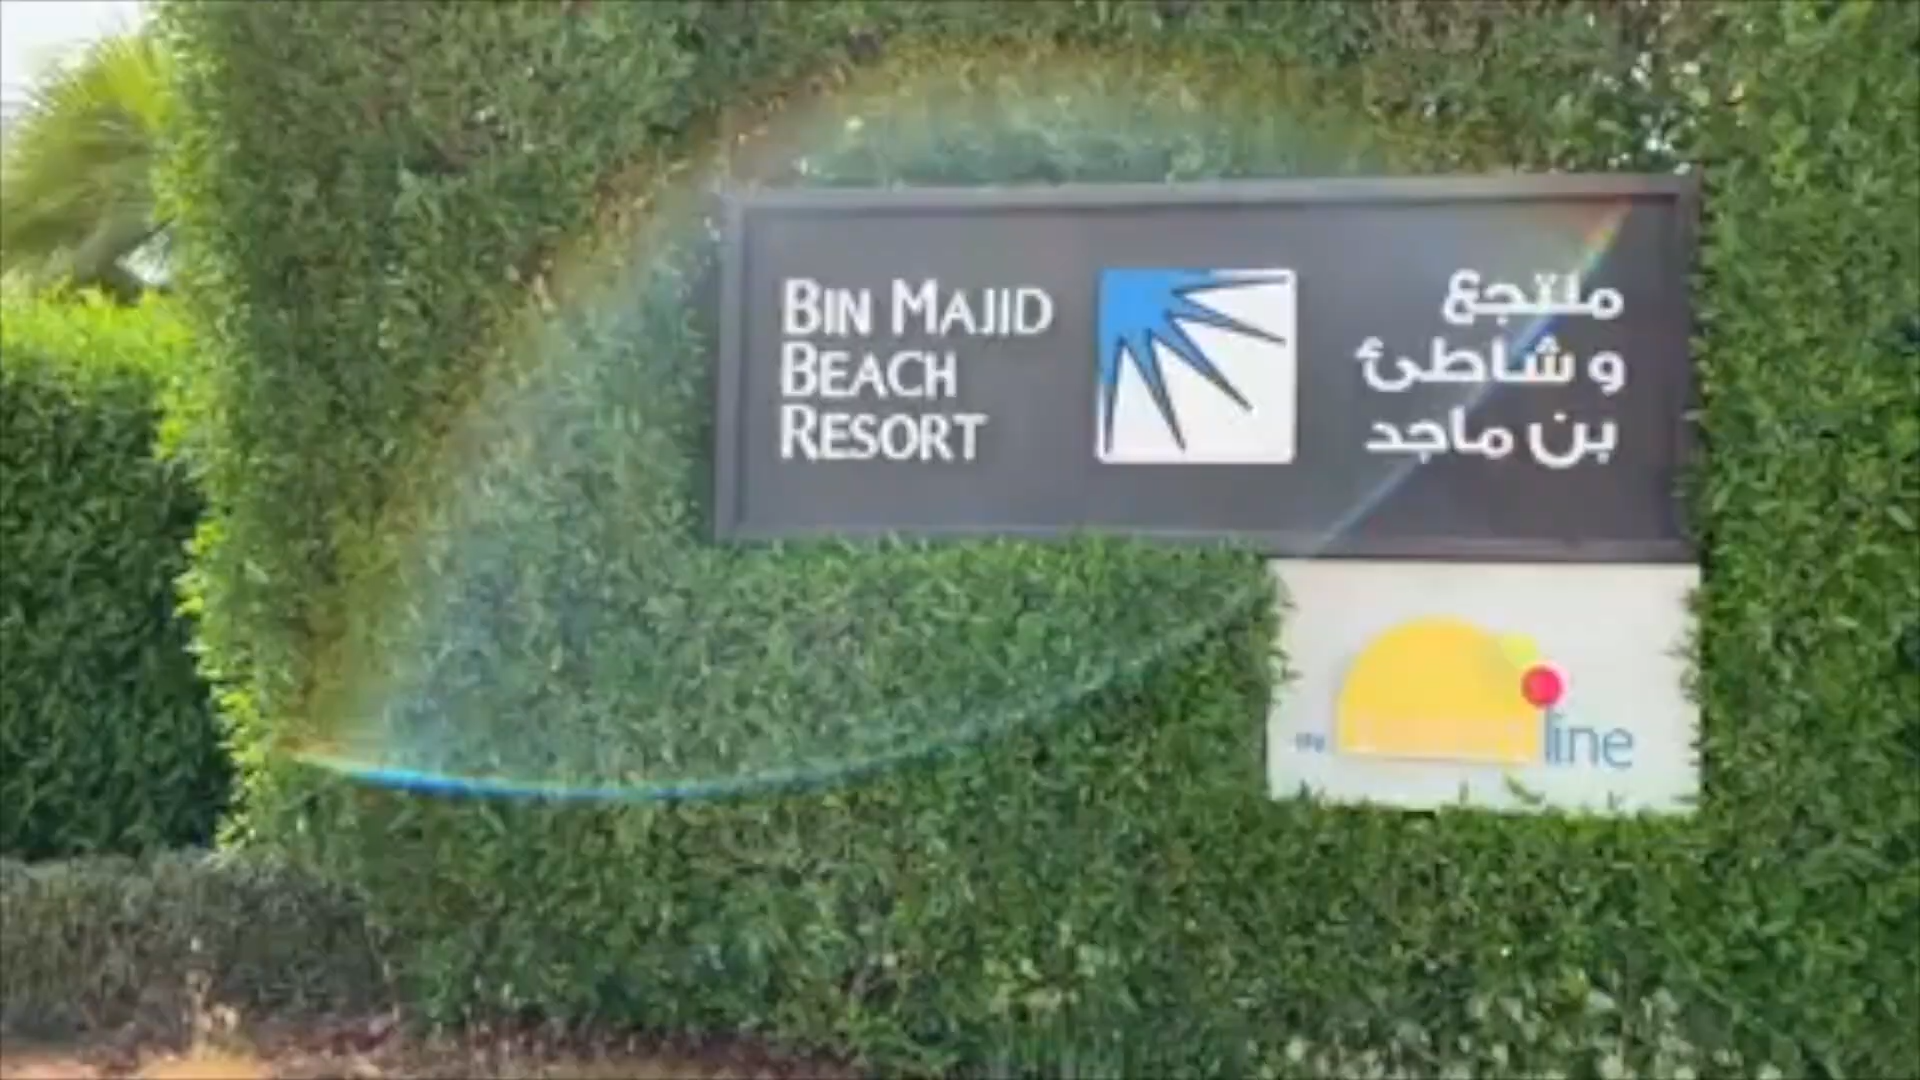 BIN MAJID
BEACH
RESORT
منتجع
و شاطئ
بن ماجد
line